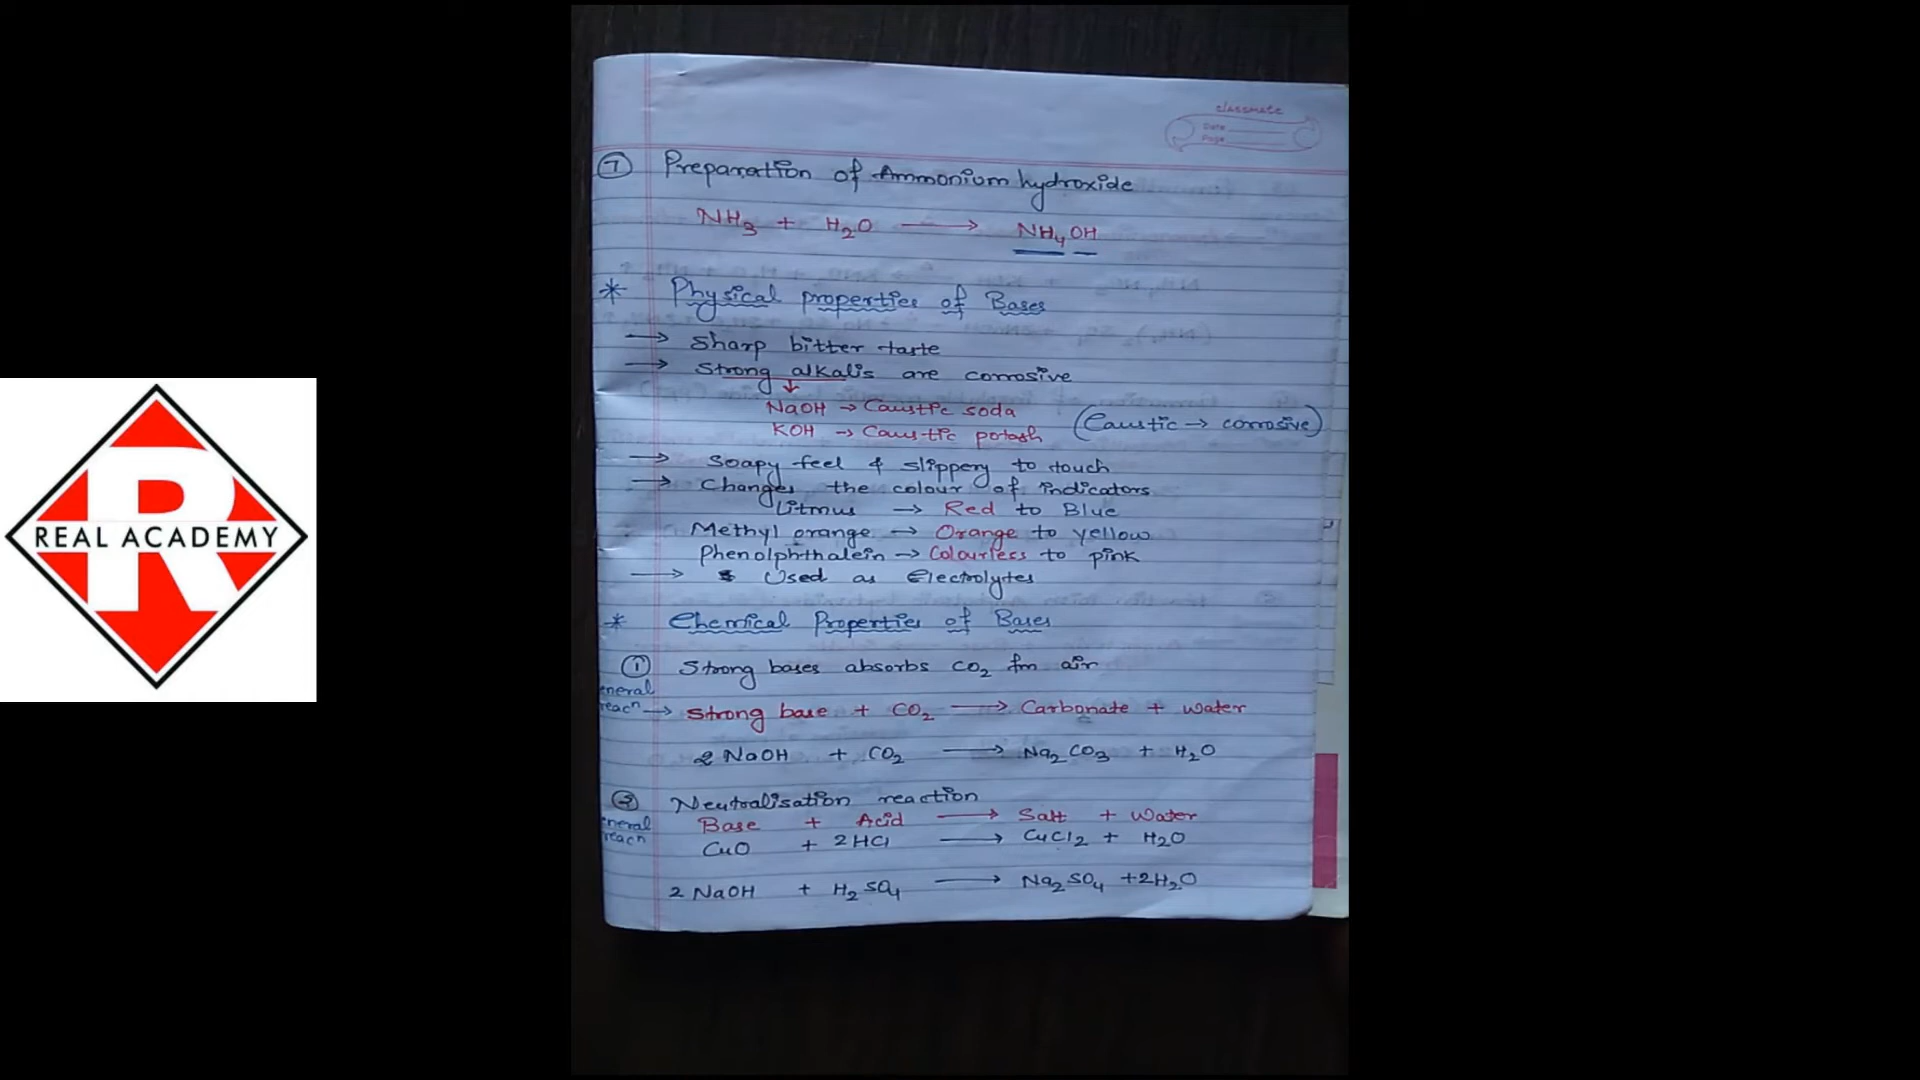 REAL ACADEMY
classmate
Date
Page
7 Preparation of Ammonium hydroxide
NH3 + H2O → NH4OH
* Physical properties of Bases
→ Sharp bitter taste
→ Strong alkalis are corrosive
↓
NaOH → Caustic soda
KOH → Caustic potash (Caustic → corrosive)
→ Soapy feel & slippery to touch
→ Changes the colour of indicators
Litmus → Red to Blue
Methyl orange → Orange to yellow
Phenolphthalein → Colourless to pink
→ Used as Electrolytes
* Chemical Properties of Bases
1 Strong bases absorbs CO2 fm air
eneral
reacn → Strong base + CO2 → Carbonate + water
2 NaOH + CO2 → Na2CO3 + H2O
2 Neutralisation reaction
eneral
reacn
Base + Acid → Salt + Water
CuO + 2HCl → CuCl2 + H2O
2 NaOH + H2SO4 → Na2SO4 + 2H2O